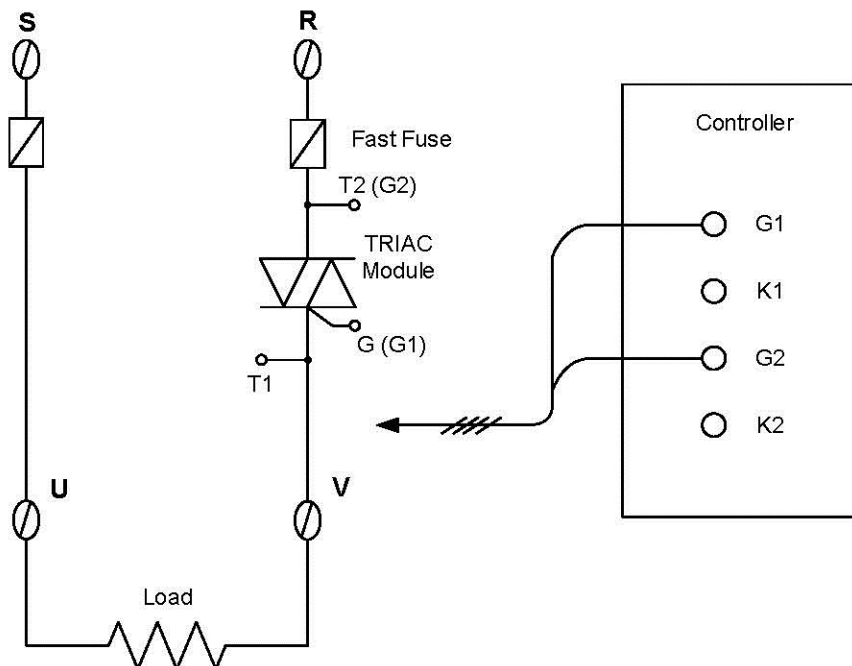 S
R
Fast Fuse
T2 (G2)
TRIAC
Module
G (G1)
T1
U
V
Load
Controller
G1
K1
G2
K2